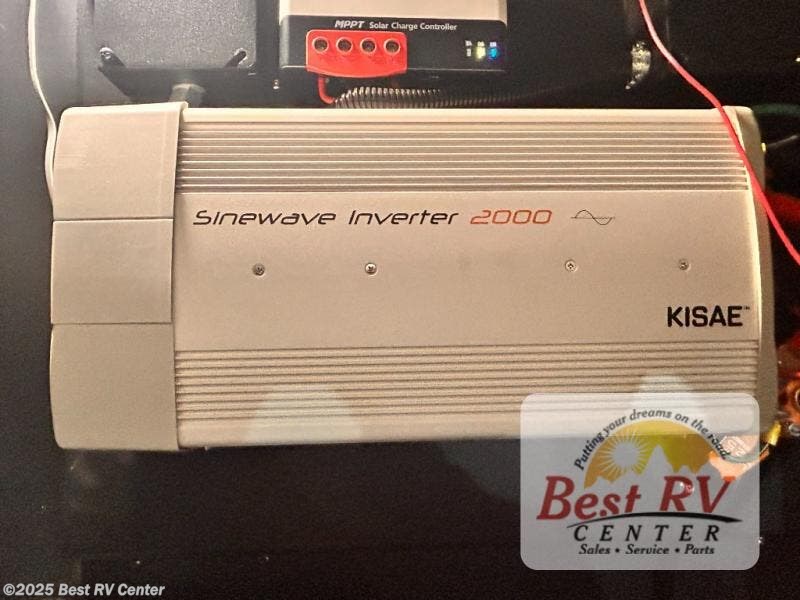 MPPT Solar Charge Controller
Sinewave Inverter 2000
KISAE™
Putting your dreams on the road
Best RV
CENTER
Sales • Service • Parts
©2025 Best RV Center